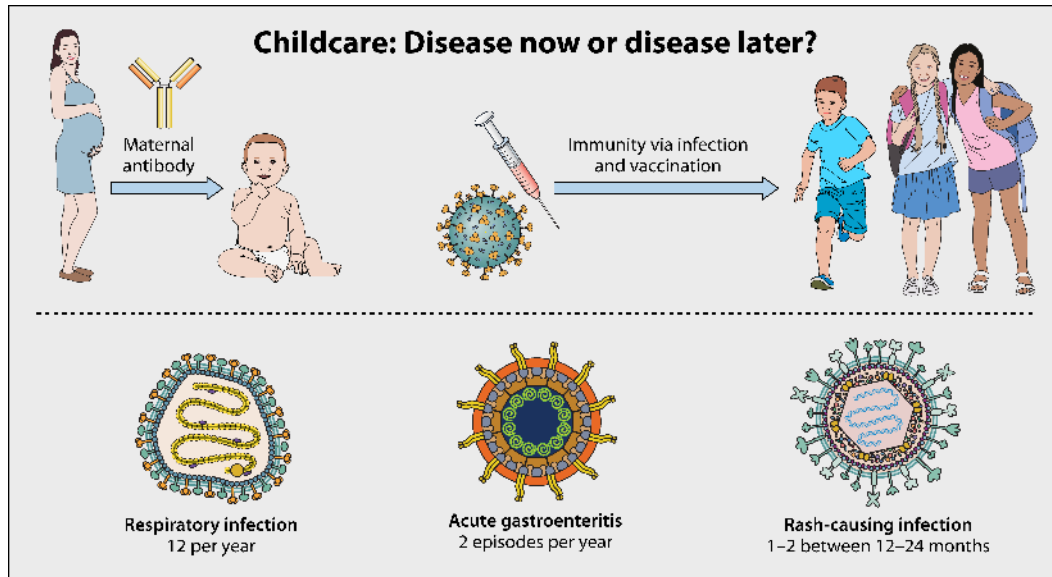 Childcare: Disease now or disease later?
Maternal
antibody
Immunity via infection
and vaccination
Respiratory infection
12 per year
Acute gastroenteritis
2 episodes per year
Rash-causing infection
1–2 between 12–24 months